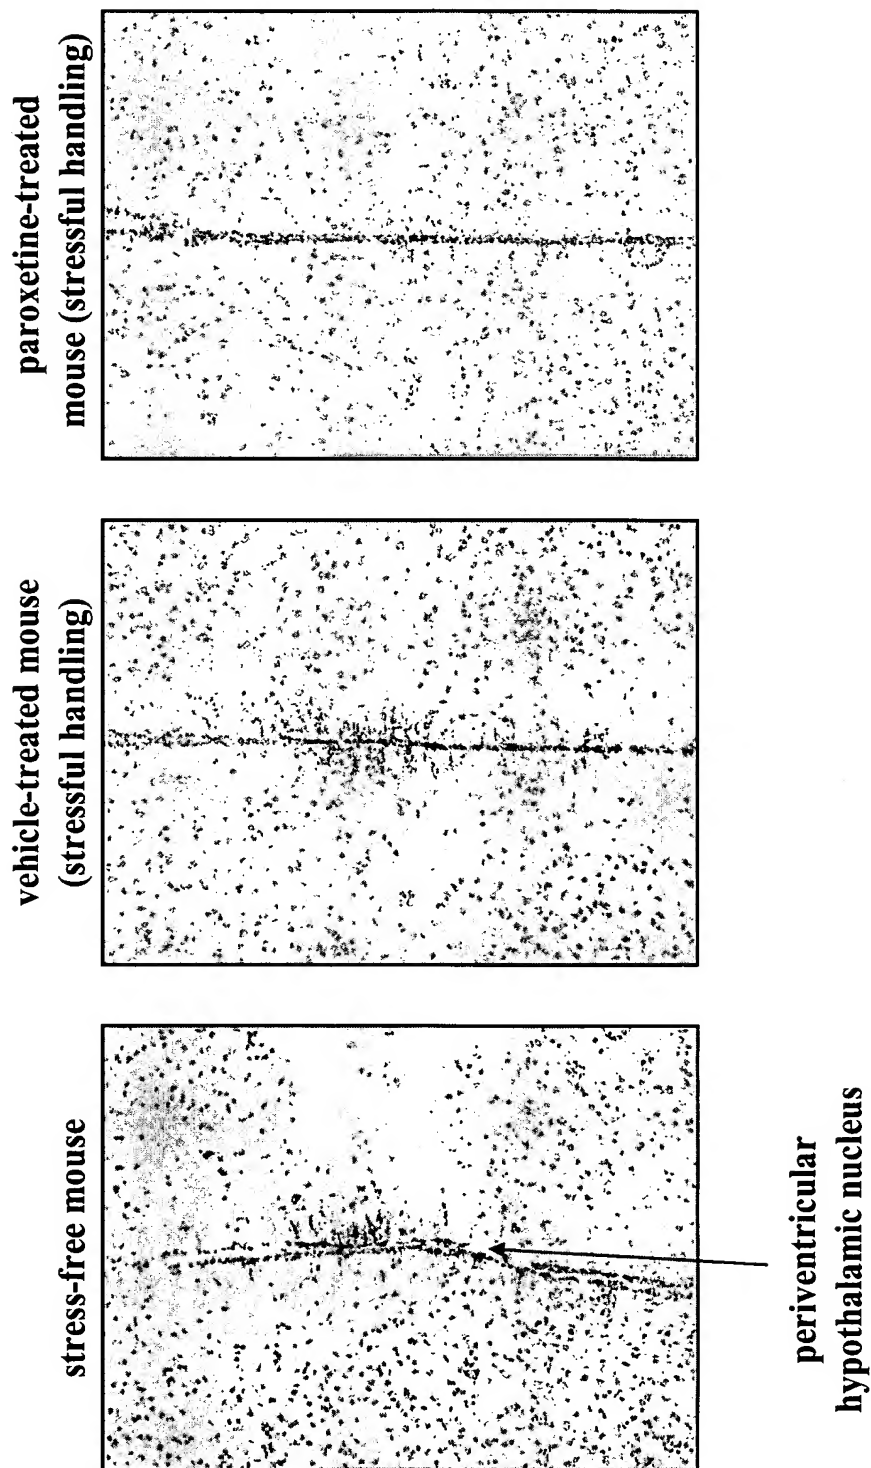 stress-free mouse
vehicle-treated mouse
(stressful handling)
paroxetine-treated
mouse (stressful handling)
periventricular
hypothalamic nucleus